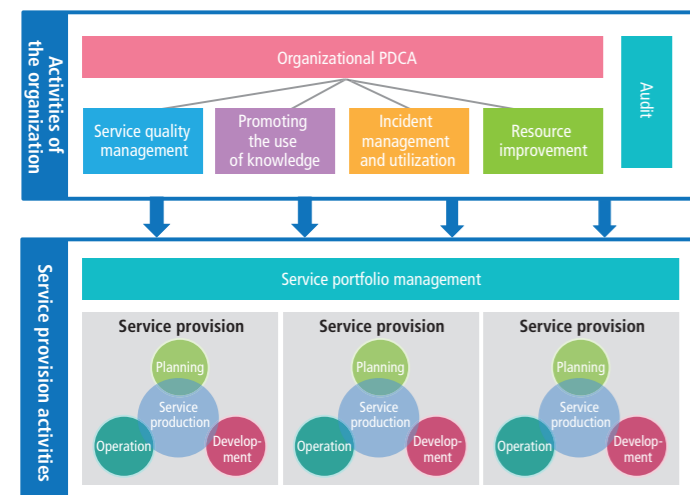 Activities of
the organization
Organizational PDCA
Audit
Service quality
management
Promoting
the use
of knowledge
Incident
management
and utilization
Resource
improvement
Service provision activities
Service portfolio management
Service provision
Planning
Service
production
Operation
Develop-
ment
Service provision
Planning
Service
production
Operation
Develop-
ment
Service provision
Planning
Service
production
Operation
Develop-
ment